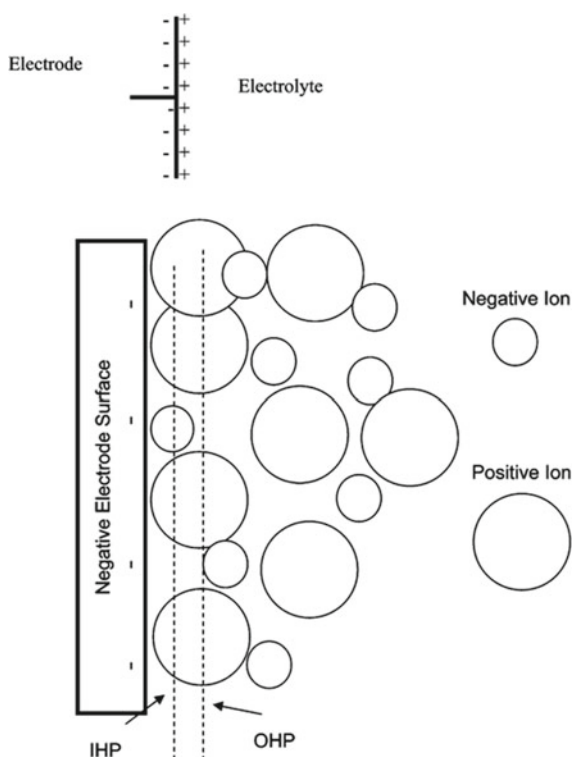 Electrode
Electrolyte
- +
- +
- +
- +
- +
- +
- +
- +
Negative Electrode Surface
-
-
-
-
Negative Ion
Positive Ion
IHP
OHP